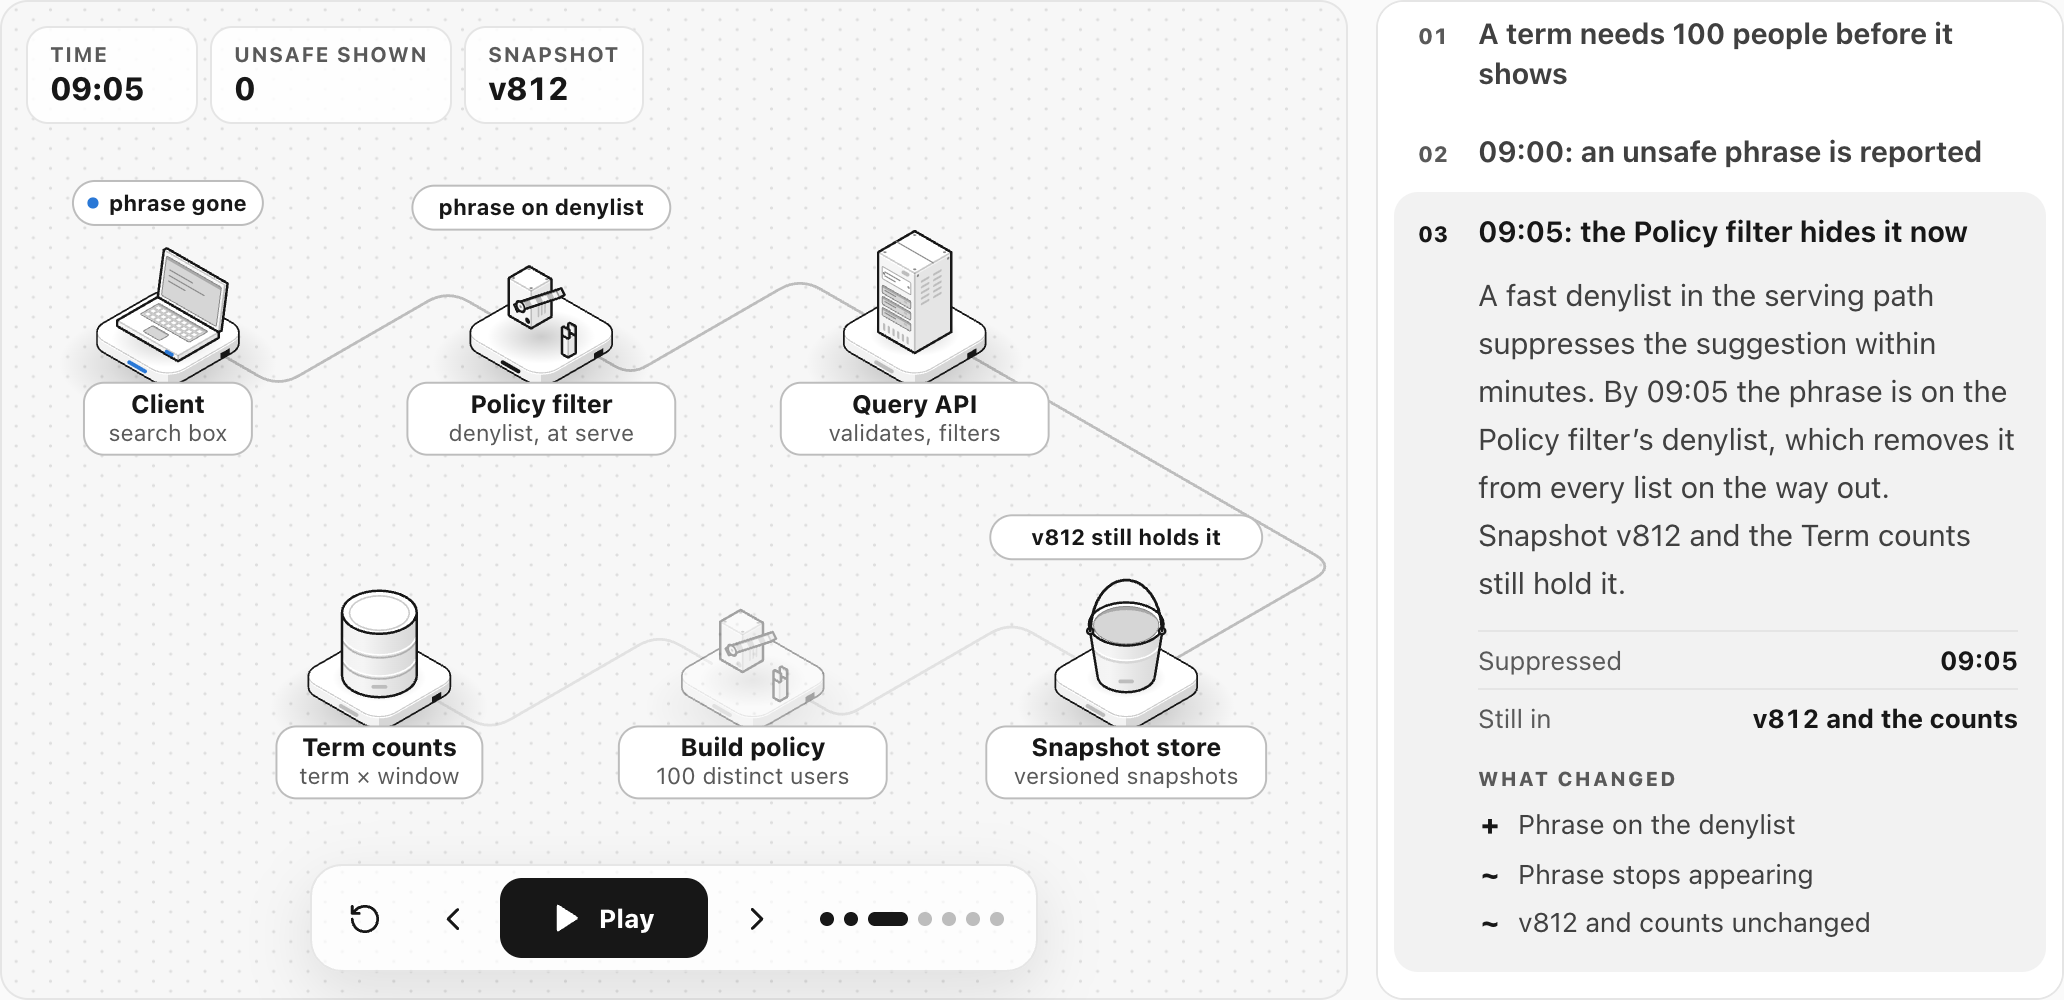 TIME
09:05
UNSAFE SHOWN
0
SNAPSHOT
v812
phrase gone
phrase on denylist
Client
search box
Policy filter
denylist, at serve
Query API
validates, filters
v812 still holds it
Term counts
term × window
Build policy
100 distinct users
Snapshot store
versioned snapshots
Play
01 A term needs 100 people before it
shows
02 09:00: an unsafe phrase is reported
03 09:05: the Policy filter hides it now
A fast denylist in the serving path
suppresses the suggestion within
minutes. By 09:05 the phrase is on the
Policy filter’s denylist, which removes it
from every list on the way out.
Snapshot v812 and the Term counts
still hold it.
Suppressed 09:05
Still in v812 and the counts
WHAT CHANGED
+ Phrase on the denylist
~ Phrase stops appearing
~ v812 and counts unchanged